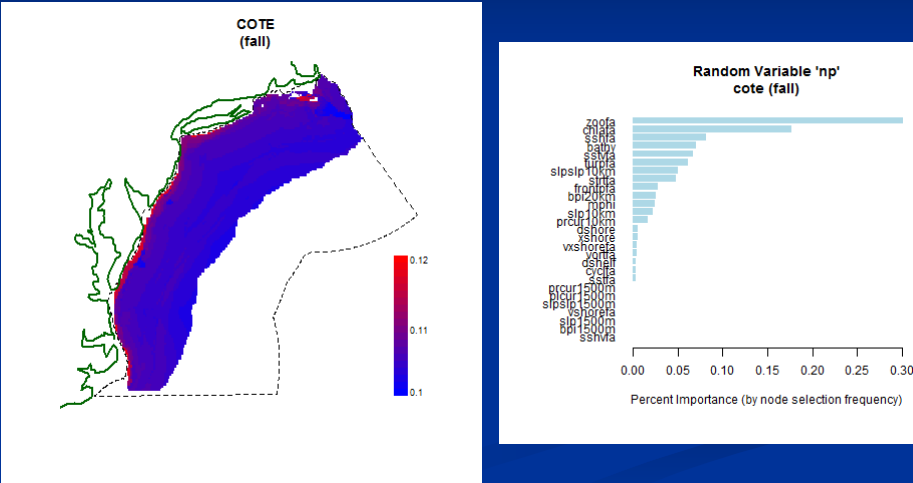 COTE
(fall)
0.12
0.11
0.1
Random Variable 'np'
cote (fall)
zoofa
chlafa
sshfa
bathy
sstvfa
turpfa
slpslp10km
strtfa
frontpfa
bpi20km
mphi
slp10km
prcur10km
dshore
xshore
vxshorefa
vortfa
dshelf
cycffa
sstfa
prcur1500m
plcur1500m
slpslp1500m
vshorefa
slp1500m
bpi1500m
sshvfa
0.00 0.05 0.10 0.15 0.20 0.25 0.30
Percent Importance (by node selection frequency)